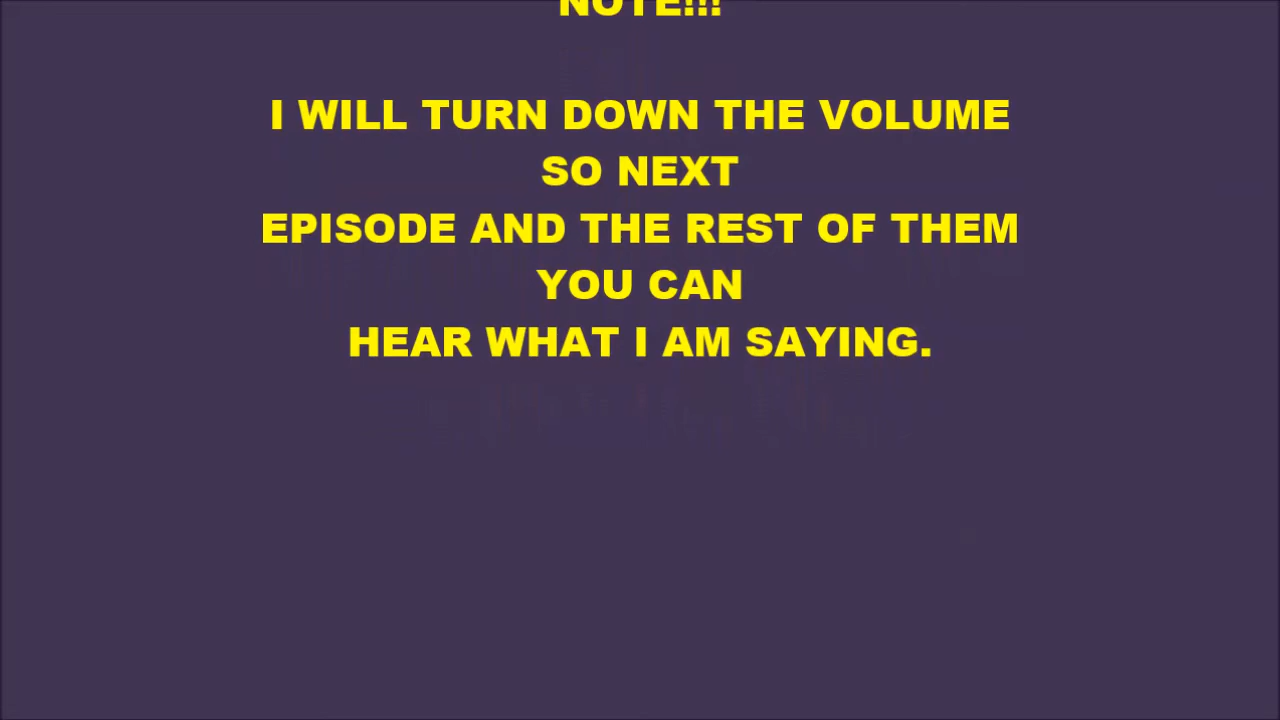 NOTE!!!
I WILL TURN DOWN THE VOLUME
SO NEXT
EPISODE AND THE REST OF THEM
YOU CAN
HEAR WHAT I AM SAYING.